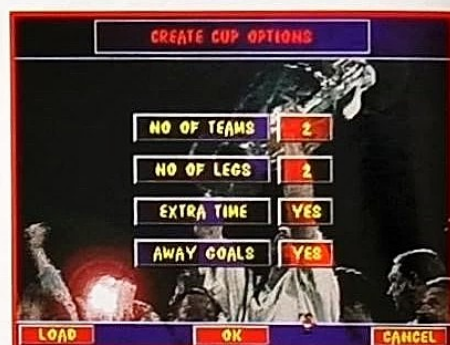 CREATE CUP OPTIONS
NO OF TEAMS 2
NO OF LEGS 2
EXTRA TIME YES
AWAY GOALS YES
LOAD OK CANCEL